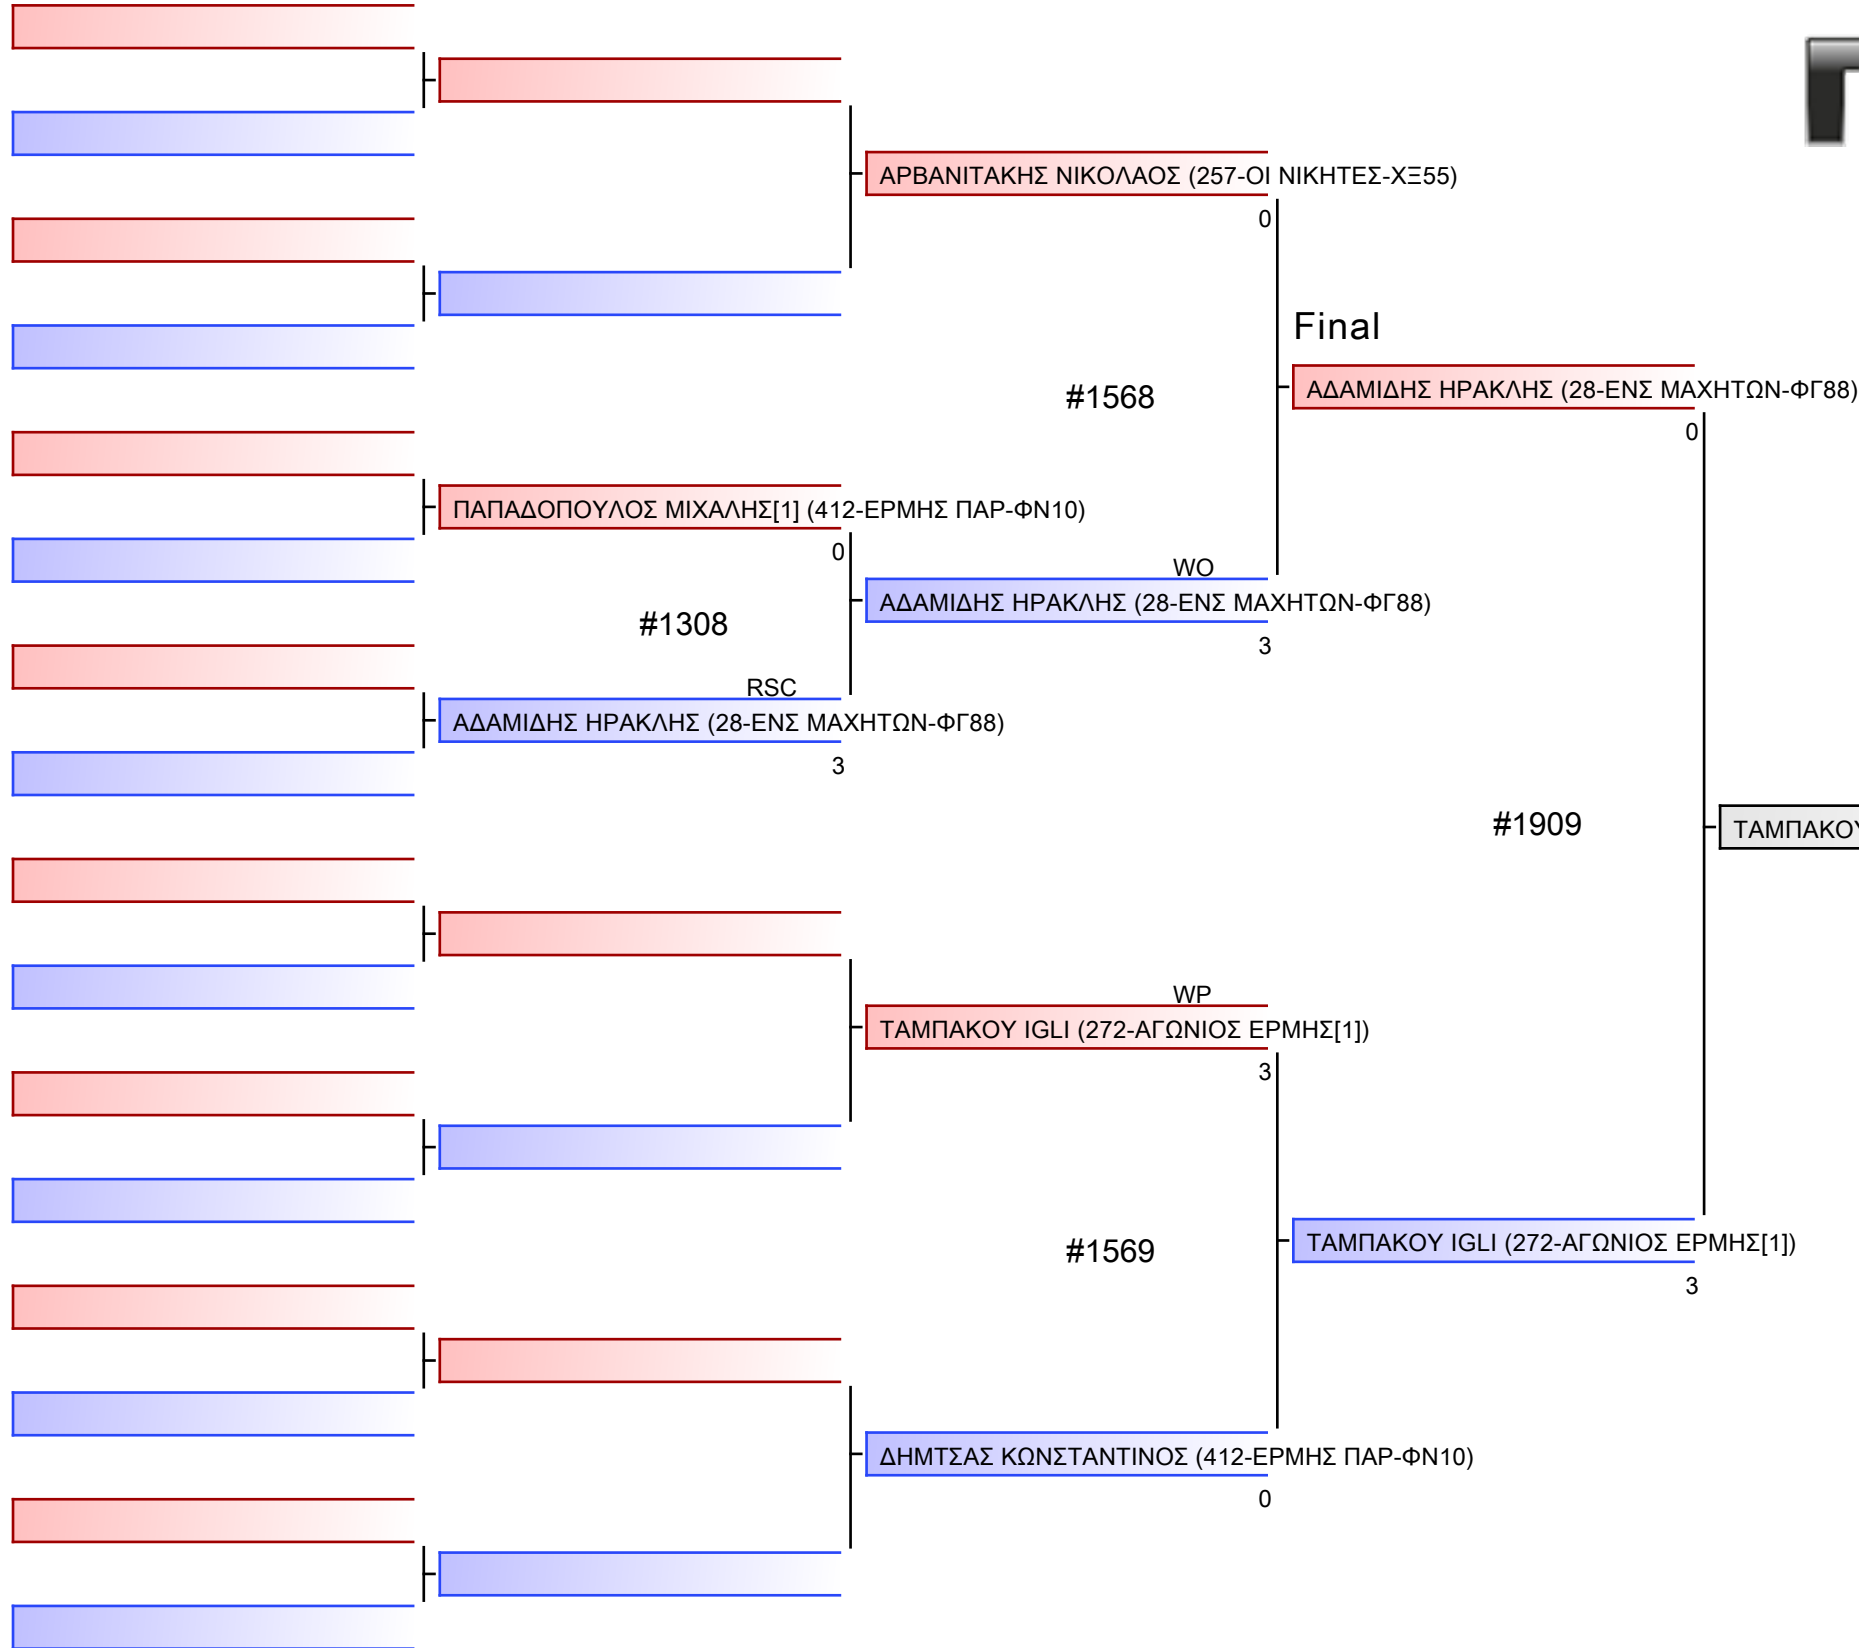 ΑΡΒΑΝΙΤΑΚΗΣ ΝΙΚΟΛΑΟΣ (257-ΟΙ ΝΙΚΗΤΕΣ-ΧΞ55)
0
Final
ΑΔΑΜΙΔΗΣ ΗΡΑΚΛΗΣ (28-ΕΝΣ ΜΑΧΗΤΩΝ-ΦΓ88)
#1568
0
ΠΑΠΑΔΟΠΟΥΛΟΣ ΜΙΧΑΛΗΣ[1] (412-ΕΡΜΗΣ ΠΑΡ-ΦΝ10)
0
WO
ΑΔΑΜΙΔΗΣ ΗΡΑΚΛΗΣ (28-ΕΝΣ ΜΑΧΗΤΩΝ-ΦΓ88)
#1308
3
RSC
ΑΔΑΜΙΔΗΣ ΗΡΑΚΛΗΣ (28-ΕΝΣ ΜΑΧΗΤΩΝ-ΦΓ88)
3
#1909
ΤΑΜΠΑΚΟΥ
WP
ΤΑΜΠΑΚΟΥ IGLI (272-ΑΓΩΝΙΟΣ ΕΡΜΗΣ[1])
3
#1569
ΤΑΜΠΑΚΟΥ IGLI (272-ΑΓΩΝΙΟΣ ΕΡΜΗΣ[1])
3
ΔΗΜΤΣΑΣ ΚΩΝΣΤΑΝΤΙΝΟΣ (412-ΕΡΜΗΣ ΠΑΡ-ΦΝ10)
0